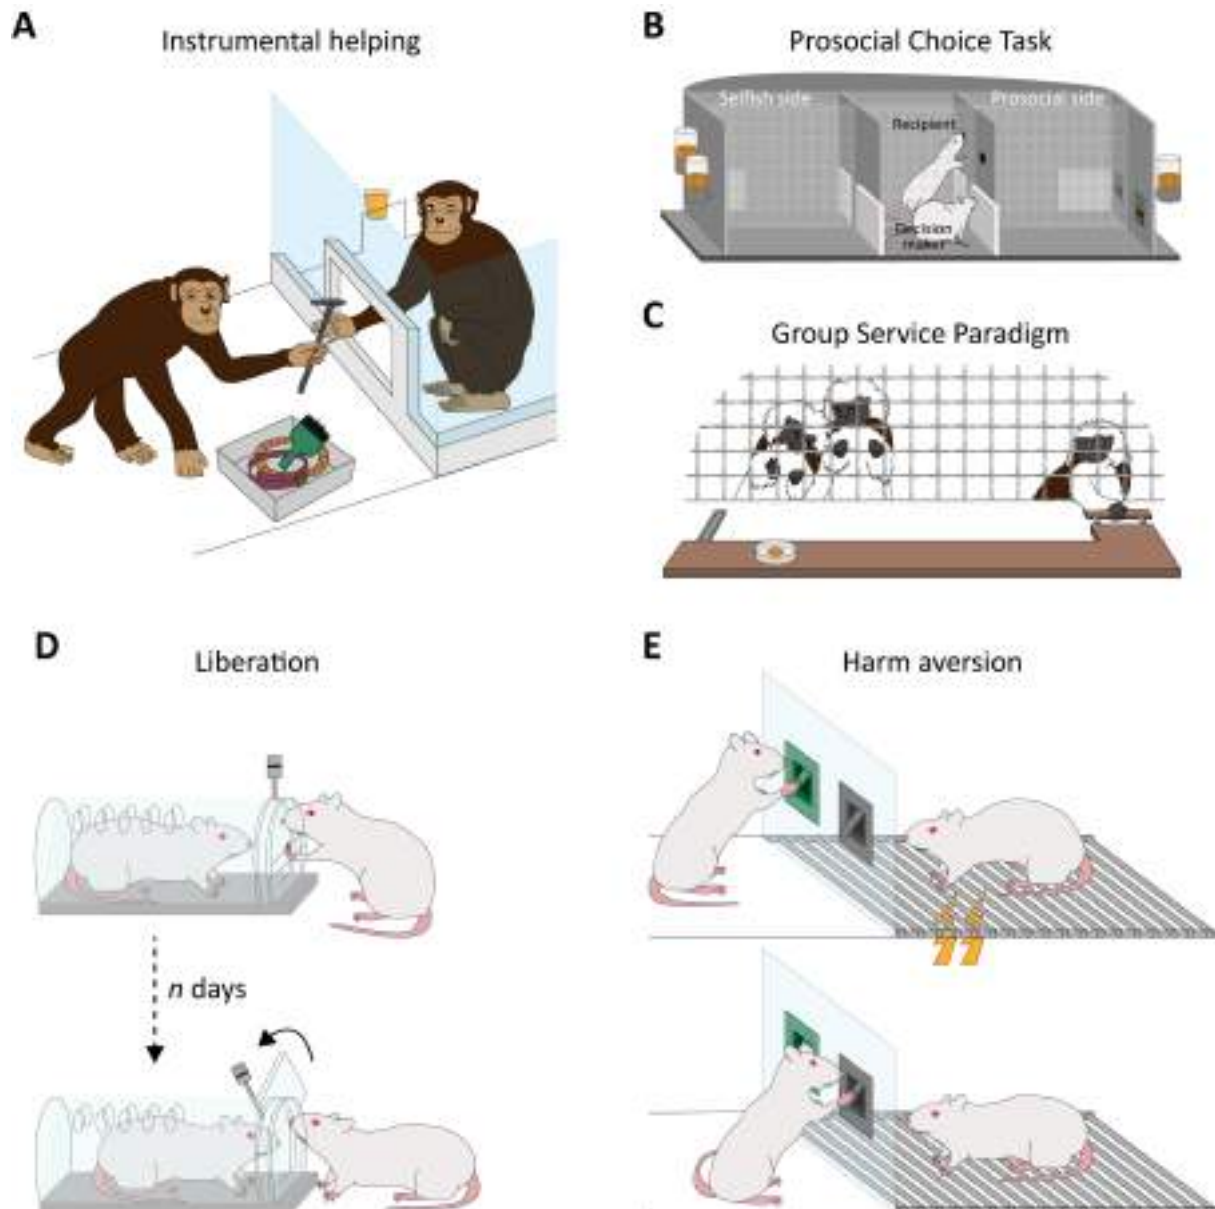 A
Instrumental helping
B
Prosocial Choice Task
Selfish side
Prosocial side
Recipient
Decision
maker
C
Group Service Paradigm
D
Liberation
n days
E
Harm aversion